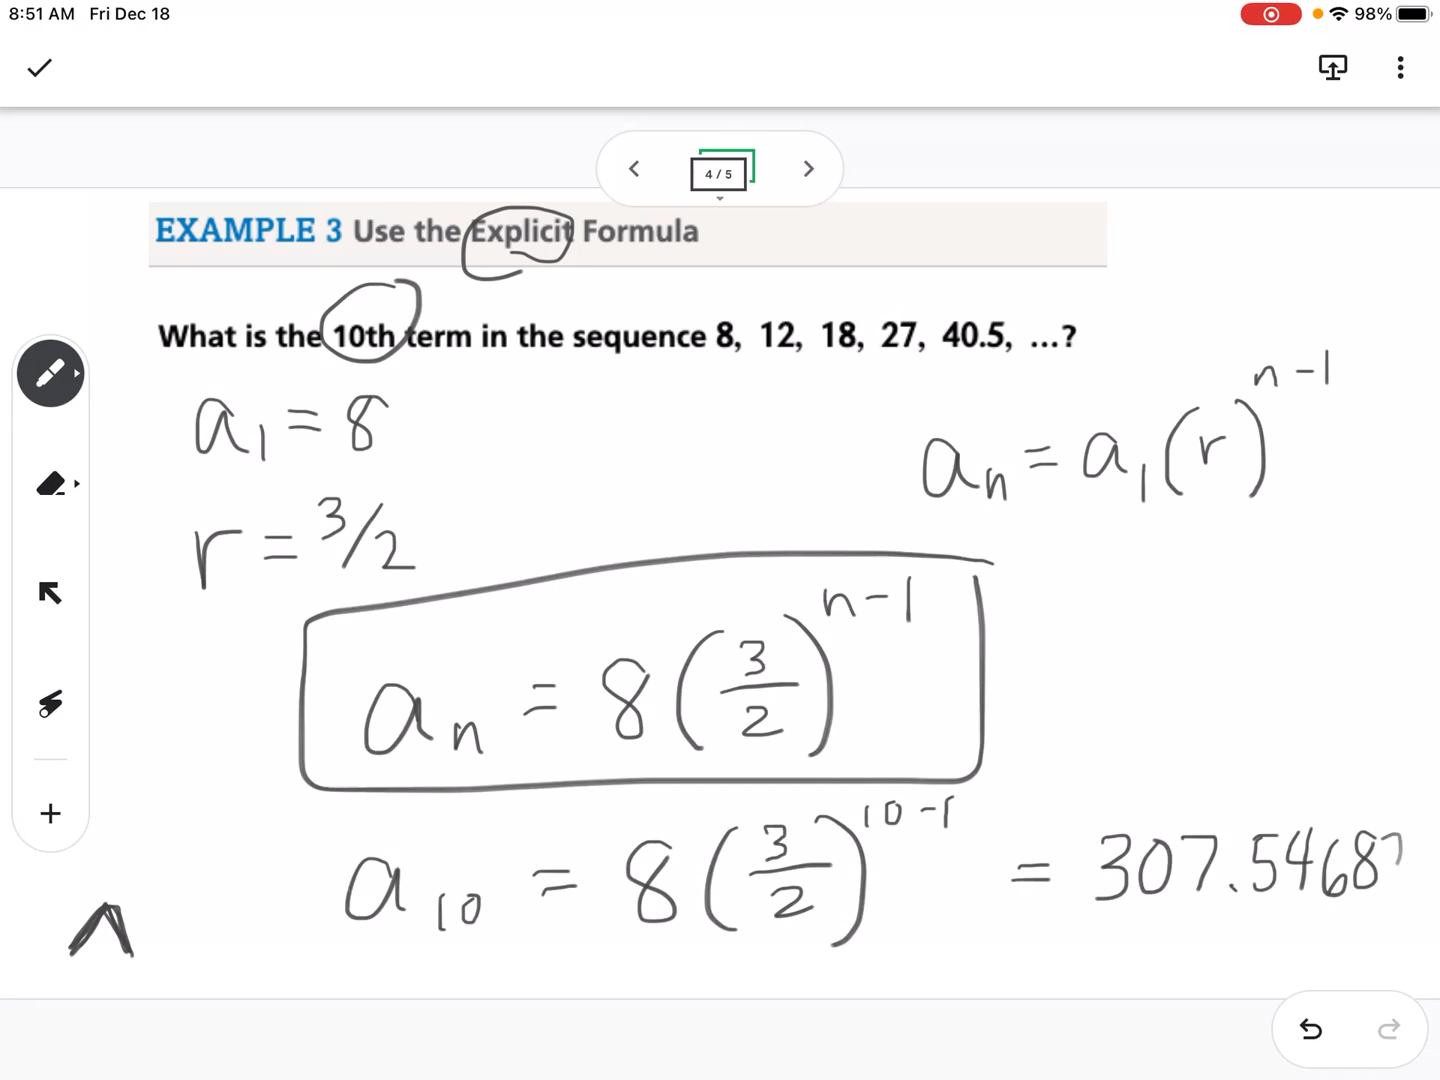 8:51 AM Fri Dec 18
98%
4 / 5
EXAMPLE 3 Use the Explicit Formula
What is the 10th term in the sequence 8, 12, 18, 27, 40.5, ...?
a₁ = 8
aₙ = a₁(r)ⁿ⁻¹
r = 3/2
aₙ = 8(3/2)ⁿ⁻¹
a₁₀ = 8(3/2)¹⁰⁻¹ = 307.54687